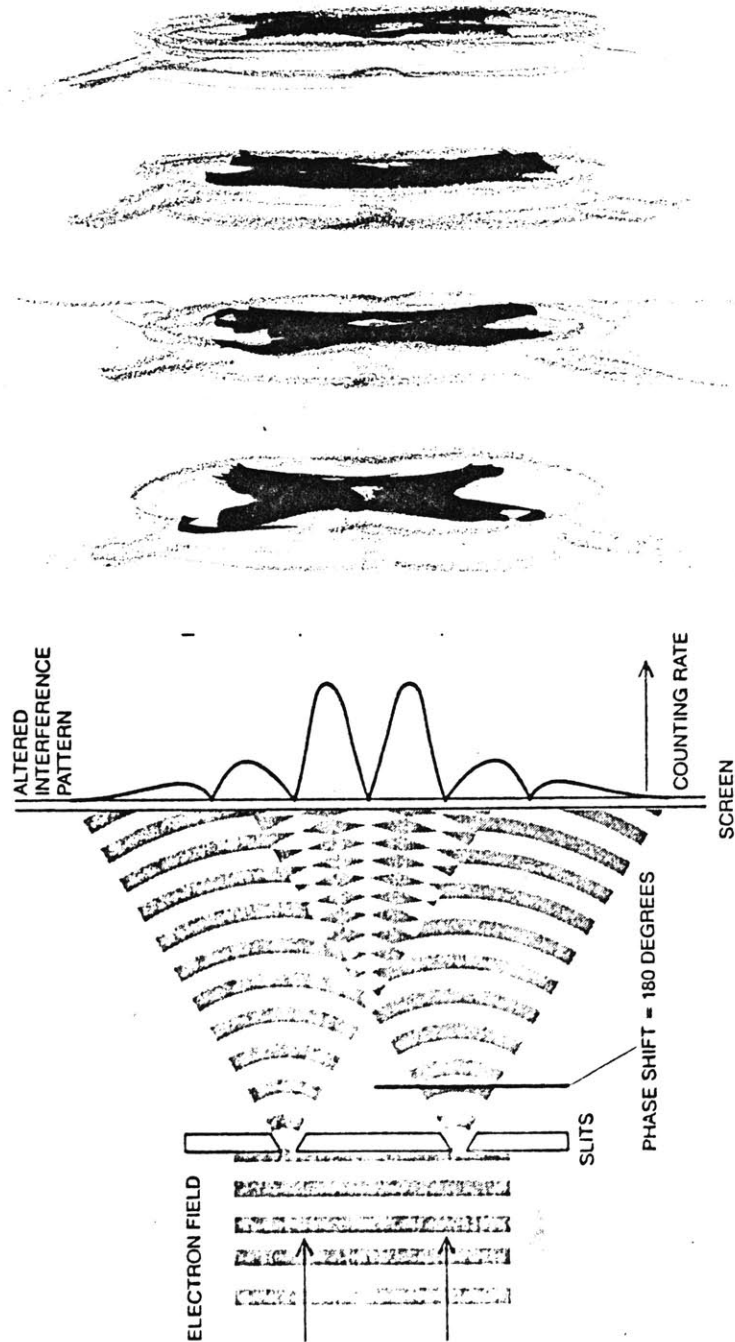 ELECTRON FIELD
SLITS
PHASE SHIFT = 180 DEGREES
ALTERED
INTERFERENCE
PATTERN
COUNTING RATE
SCREEN